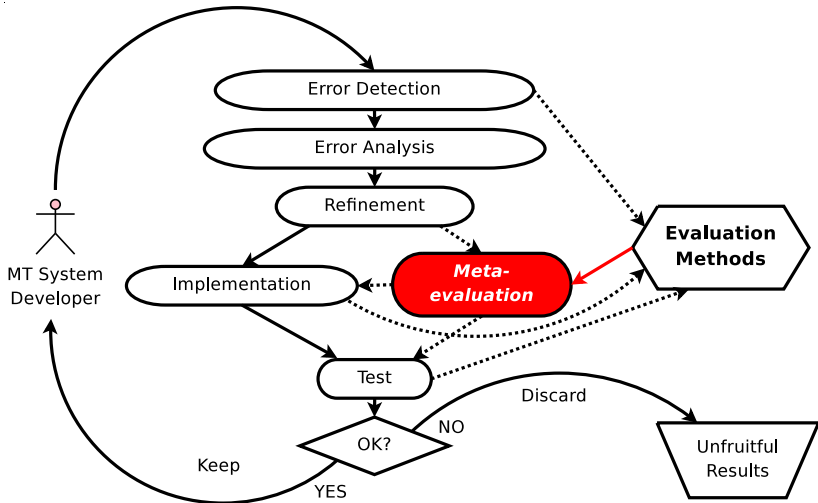 Error Detection
Error Analysis
Refinement
Evaluation
Methods
Meta-
evaluation
MT System
Developer
Implementation
Test
Discard
OK?
NO
Keep
YES
Unfruitful
Results